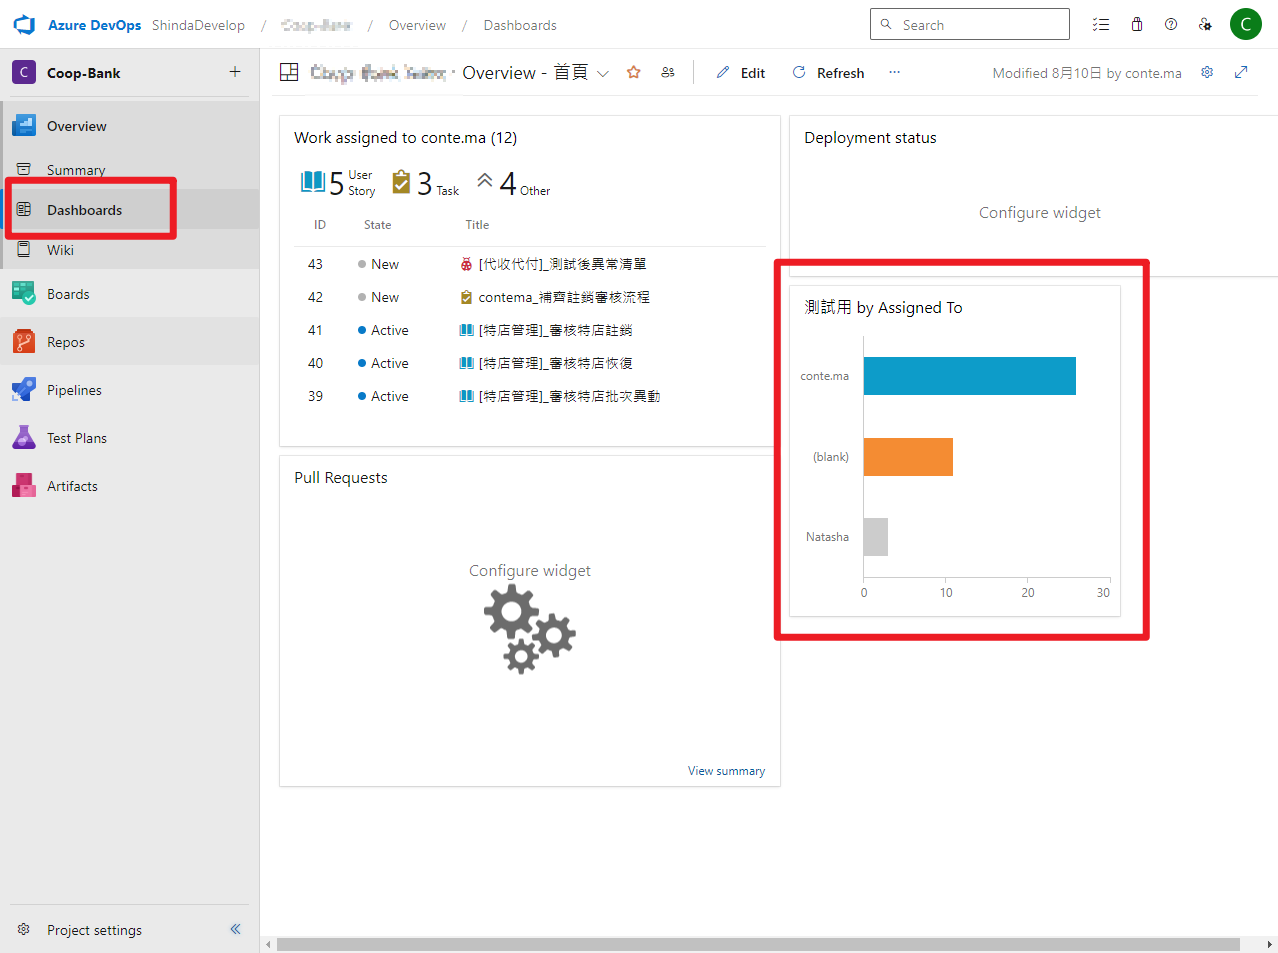 Azure DevOps ShindaDevelop / / Overview / Dashboards
Search
C
C Coop-Bank +
Overview
Summary
Dashboards
Wiki
Boards
Repos
Pipelines
Test Plans
Artifacts
Project settings
· Overview - 首頁
Edit Refresh ...
Modified 8月10日 by conte.ma
Work assigned to conte.ma (12)
5 User Story 3 Task 4 Other
ID State Title
43 New [代收代付]_測試後異常清單
42 New contema_補齊註銷審核流程
41 Active [特店管理]_審核特店註銷
40 Active [特店管理]_審核特店恢復
39 Active [特店管理]_審核特店批次異動
Pull Requests
Configure widget
View summary
Deployment status
Configure widget
測試用 by Assigned To
conte.ma
(blank)
Natasha
0 10 20 30